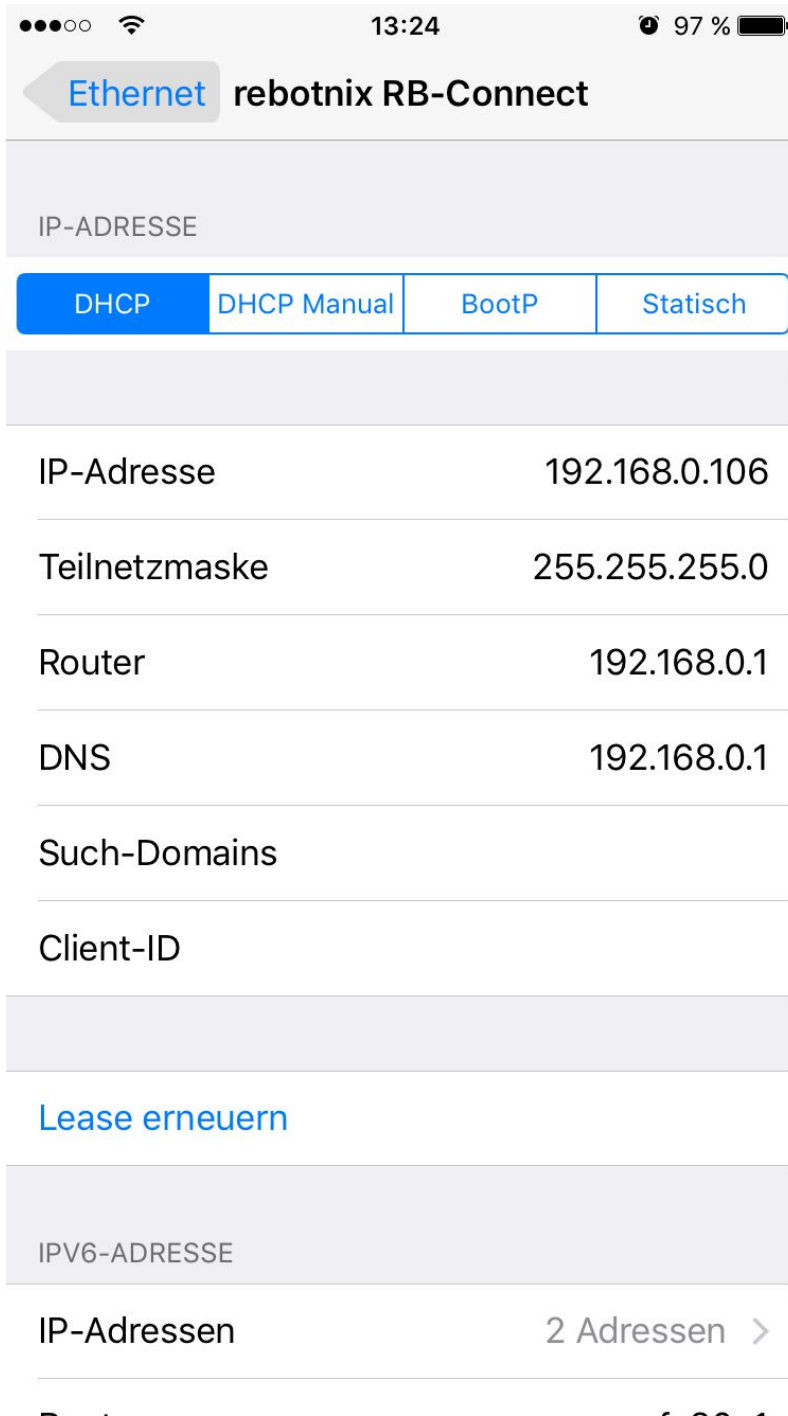 13:24 97 %
Ethernet rebotnix RB-Connect
IP-ADRESSE
DHCP DHCP Manual BootP Statisch
IP-Adresse 192.168.0.106
Teilnetzmaske 255.255.255.0
Router 192.168.0.1
DNS 192.168.0.1
Such-Domains
Client-ID
Lease erneuern
IPV6-ADRESSE
IP-Adressen 2 Adressen